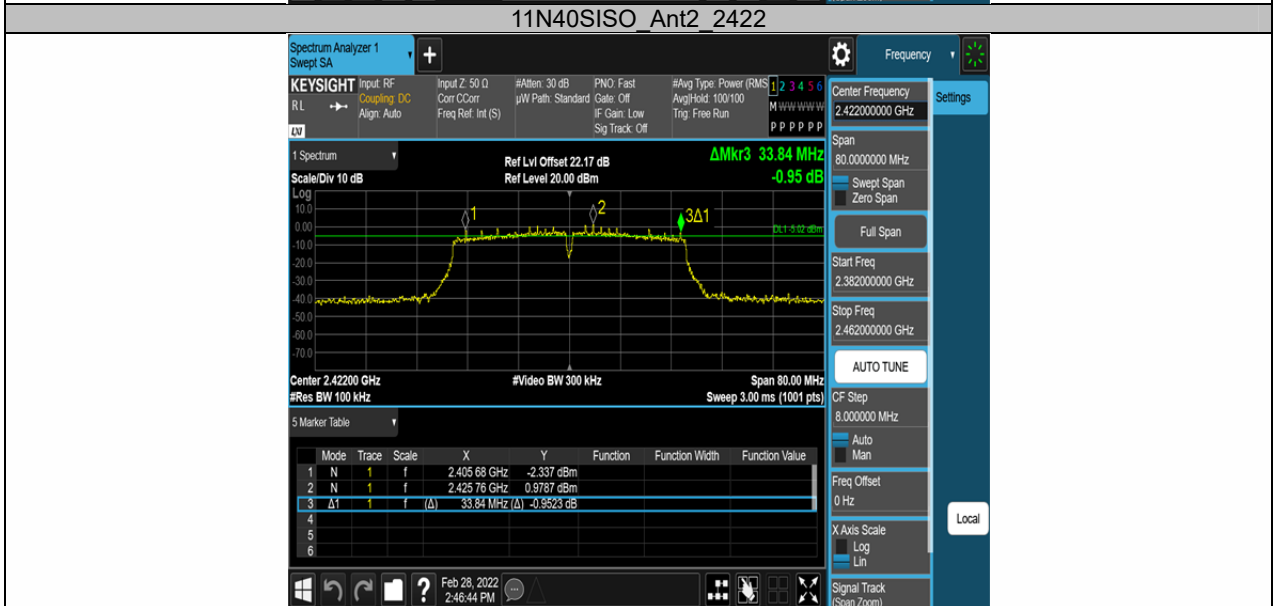 11N40SISO_Ant2_2422
Spectrum Analyzer 1
Swept SA
+
Frequency
KEYSIGHT
RL
LXI
Input: RF
Coupling: DC
Align: Auto
Input Z: 50 Ω
Corr CCorr
Freq Ref: Int (S)
#Atten: 30 dB
µW Path: Standard
PNO: Fast
Gate: Off
IF Gain: Low
Sig Track: Off
#Avg Type: Power (RMS
Avg|Hold: 100/100
Trig: Free Run
1 2 3 4 5 6
M W W W W W
P P P P P P
1 Spectrum
Scale/Div 10 dB
Ref Lvl Offset 22.17 dB
Ref Level 20.00 dBm
ΔMkr3 33.84 MHz
-0.95 dB
Log
10.0
0.00
-10.0
-20.0
-30.0
-40.0
-50.0
-60.0
-70.0
1
2
3Δ1
DL1 -5.02 dBm
Center 2.42200 GHz
#Video BW 300 kHz
Span 80.00 MHz
#Res BW 100 kHz
Sweep 3.00 ms (1001 pts)
5 Marker Table
Mode Trace Scale X Y Function Function Width Function Value
1 N 1 f 2.405 68 GHz -2.337 dBm
2 N 1 f 2.425 76 GHz 0.9787 dBm
3 Δ1 1 f (Δ) 33.84 MHz (Δ) -0.9523 dB
4
5
6
?
Feb 28, 2022
2:46:44 PM
Center Frequency
2.422000000 GHz
Settings
Span
80.0000000 MHz
Swept Span
Zero Span
Full Span
Start Freq
2.382000000 GHz
Stop Freq
2.462000000 GHz
AUTO TUNE
CF Step
8.000000 MHz
Auto
Man
Freq Offset
0 Hz
Local
X Axis Scale
Log
Lin
Signal Track
(Span Zoom)